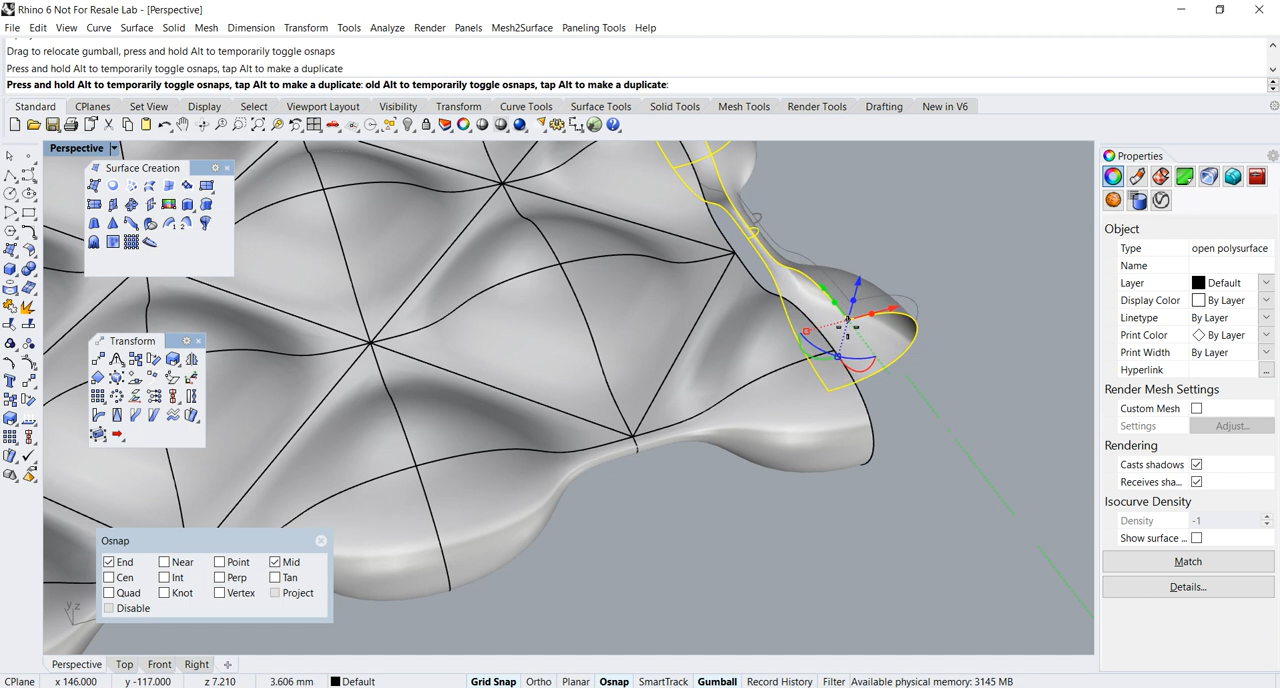 Rhino 6 Not For Resale Lab - [Perspective]
File Edit View Curve Surface Solid Mesh Dimension Transform Tools Analyze Render Panels Mesh2Surface Paneling Tools Help
Drag to relocate gumball, press and hold Alt to temporarily toggle osnaps
Press and hold Alt to temporarily toggle osnaps, tap Alt to make a duplicate
Press and hold Alt to temporarily toggle osnaps, tap Alt to make a duplicate: old Alt to temporarily toggle osnaps, tap Alt to make a duplicate:
Standard CPlanes Set View Display Select Viewport Layout Visibility Transform Curve Tools Surface Tools Solid Tools Mesh Tools Render Tools Drafting New in V6
Perspective
Surface Creation
Transform
Osnap
End Near Point Mid
Cen Int Perp Tan
Quad Knot Vertex Project
Disable
y z
Properties
Object
Type open polysurface
Name
Layer Default
Display Color By Layer
Linetype By Layer
Print Color By Layer
Print Width By Layer
Hyperlink ...
Render Mesh Settings
Custom Mesh
Settings Adjust...
Rendering
Casts shadows
Receives sha...
Isocurve Density
Density -1
Show surface ...
Match
Details...
Perspective Top Front Right
CPlane x 146.000 y -117.000 z 7.210 3.606 mm Default Grid Snap Ortho Planar Osnap SmartTrack Gumball Record History Filter Available physical memory: 3145 MB